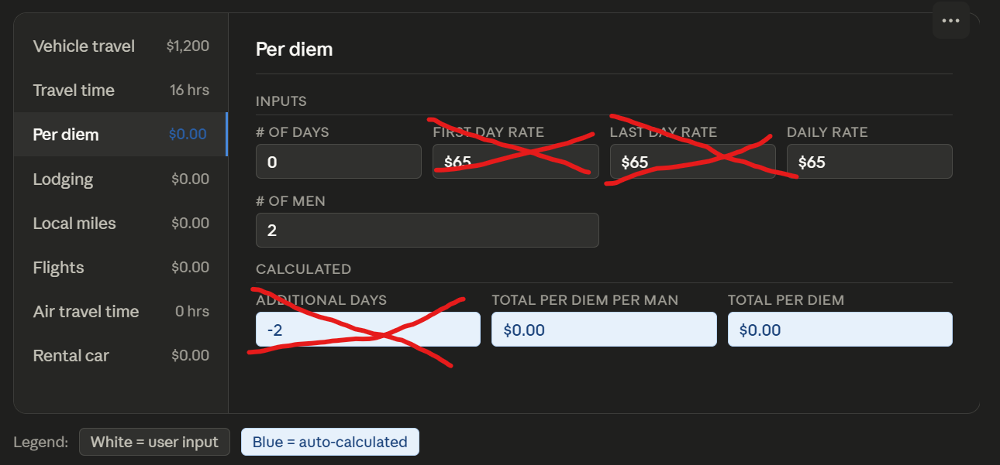 Vehicle travel $1,200
Travel time 16 hrs
Per diem $0.00
Lodging $0.00
Local miles $0.00
Flights $0.00
Air travel time 0 hrs
Rental car $0.00
Per diem
INPUTS
# OF DAYS FIRST DAY RATE LAST DAY RATE DAILY RATE
0 $65 $65 $65
# OF MEN
2
CALCULATED
ADDITIONAL DAYS TOTAL PER DIEM PER MAN TOTAL PER DIEM
-2 $0.00 $0.00
Legend: White = user input Blue = auto-calculated